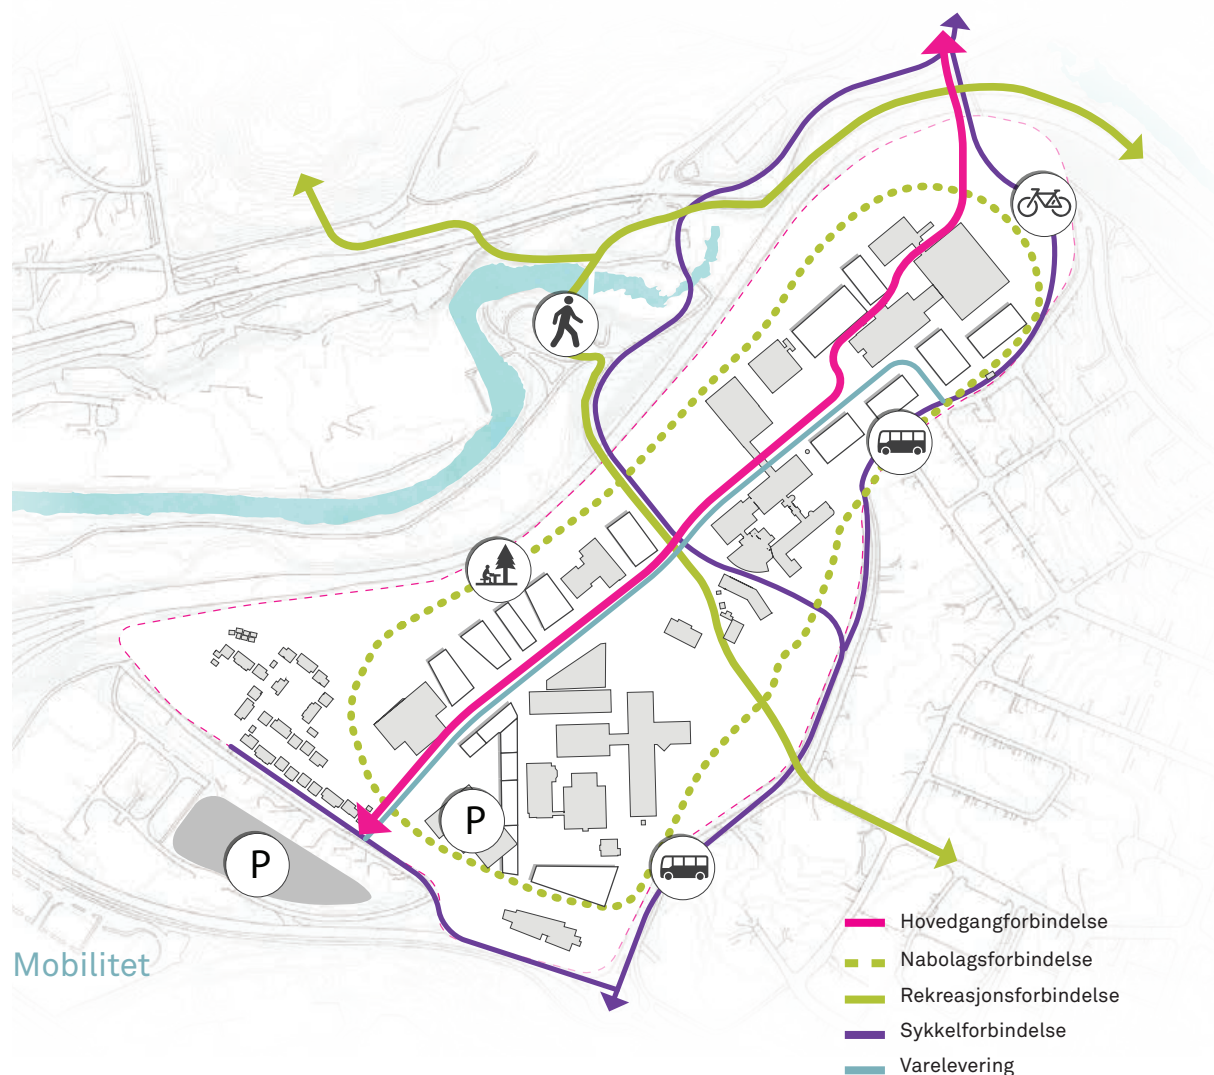 P
P
Mobilitet
Hovedgangforbindelse
Nabolagsforbindelse
Rekreasjonsforbindelse
Sykkelforbindelse
Varelevering